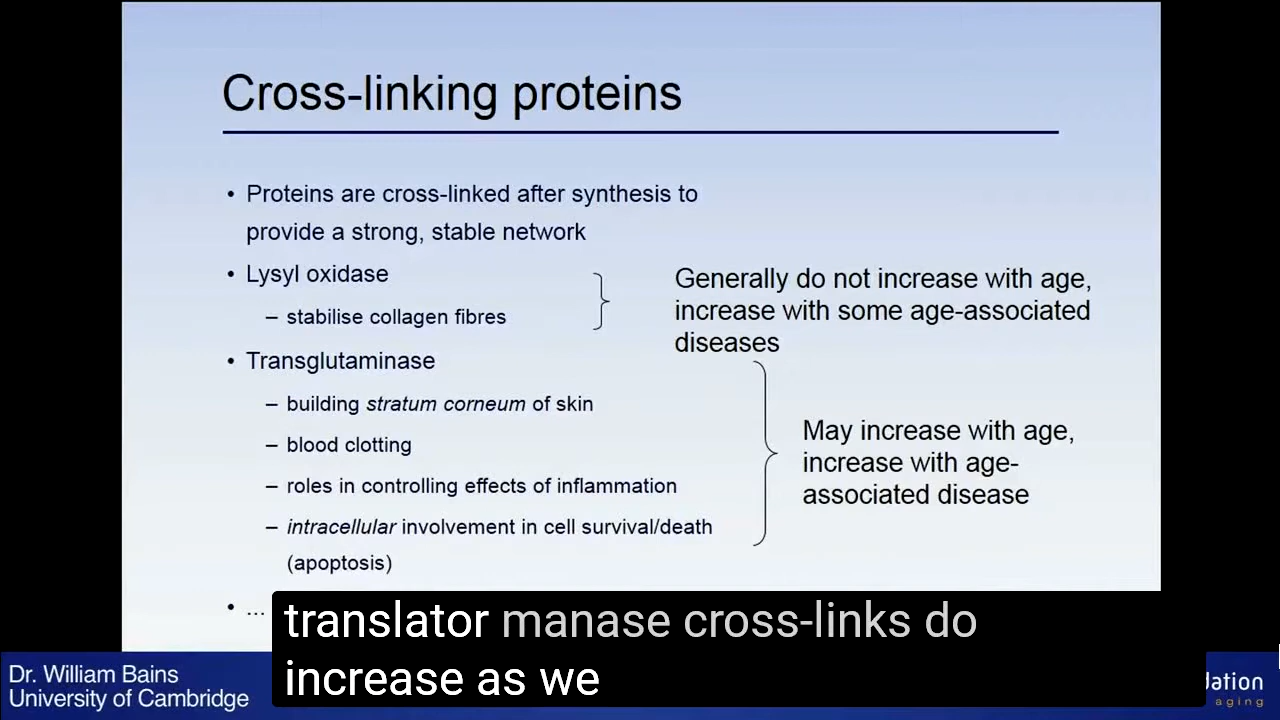 Cross-linking proteins
• Proteins are cross-linked after synthesis to
provide a strong, stable network
• Lysyl oxidase
– stabilise collagen fibres
Generally do not increase with age,
increase with some age-associated
diseases
• Transglutaminase
– building stratum corneum of skin
– blood clotting
– roles in controlling effects of inflammation
– intracellular involvement in cell survival/death
(apoptosis)
May increase with age,
increase with age-
associated disease
• ...
translator manase cross-links do
increase as we
Dr. William Bains
University of Cambridge
aging